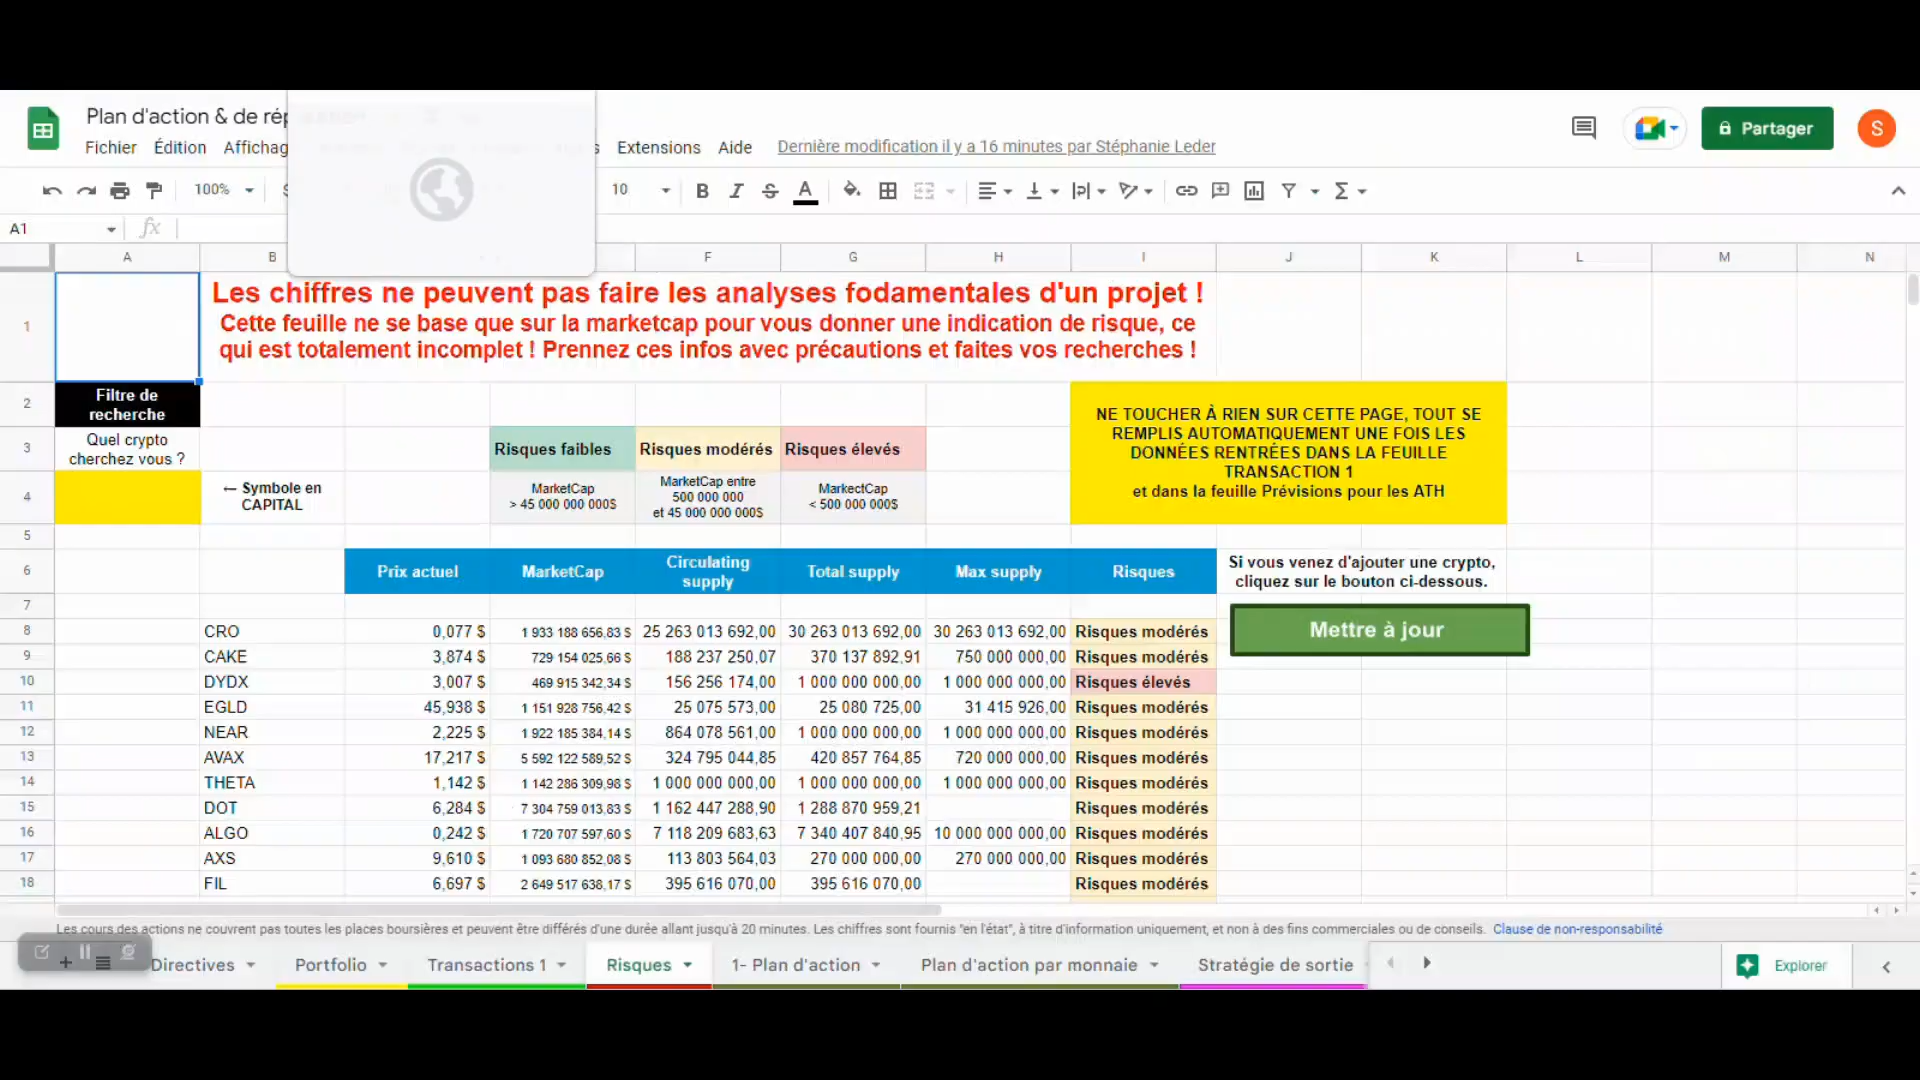 Plan d'action & de rép
Fichier Édition Affichag s Extensions Aide Dernière modification il y a 16 minutes par Stéphanie Leder
Partager
S
100% 10 B I S A Σ
A1 fx
A B F G H I J K L M N
1
Les chiffres ne peuvent pas faire les analyses fodamentales d'un projet !
Cette feuille ne se base que sur la marketcap pour vous donner une indication de risque, ce
qui est totalement incomplet ! Prennez ces infos avec précautions et faites vos recherches !
2
Filtre de
recherche
3
Quel crypto
cherchez vous ?
Risques faibles Risques modérés Risques élevés
4
← Symbole en
CAPITAL
MarketCap
> 45 000 000 000$
MarketCap entre
500 000 000
et 45 000 000 000$
MarkectCap
< 500 000 000$
NE TOUCHER À RIEN SUR CETTE PAGE, TOUT SE
REMPLIS AUTOMATIQUEMENT UNE FOIS LES
DONNÉES RENTRÉES DANS LA FEUILLE
TRANSACTION 1
et dans la feuille Prévisions pour les ATH
5
6
Prix actuel MarketCap Circulating
supply Total supply Max supply Risques
Si vous venez d'ajouter une crypto,
cliquez sur le bouton ci-dessous.
7
Mettre à jour
8 CRO 0,077 $ 1 933 188 656,83 $ 25 263 013 692,00 30 263 013 692,00 30 263 013 692,00 Risques modérés
9 CAKE 3,874 $ 729 154 025,66 $ 188 237 250,07 370 137 892,91 750 000 000,00 Risques modérés
10 DYDX 3,007 $ 469 915 342,34 $ 156 256 174,00 1 000 000 000,00 1 000 000 000,00 Risques élevés
11 EGLD 45,938 $ 1 151 928 756,42 $ 25 075 573,00 25 080 725,00 31 415 926,00 Risques modérés
12 NEAR 2,225 $ 1 922 185 384,14 $ 864 078 561,00 1 000 000 000,00 1 000 000 000,00 Risques modérés
13 AVAX 17,217 $ 5 592 122 589,52 $ 324 795 044,85 420 857 764,85 720 000 000,00 Risques modérés
14 THETA 1,142 $ 1 142 286 309,98 $ 1 000 000 000,00 1 000 000 000,00 1 000 000 000,00 Risques modérés
15 DOT 6,284 $ 7 304 759 013,83 $ 1 162 447 288,90 1 288 870 959,21 Risques modérés
16 ALGO 0,242 $ 1 720 707 597,60 $ 7 118 209 683,63 7 340 407 840,95 10 000 000 000,00 Risques modérés
17 AXS 9,610 $ 1 093 680 852,08 $ 113 803 564,03 270 000 000,00 270 000 000,00 Risques modérés
18 FIL 6,697 $ 2 649 517 638,17 $ 395 616 070,00 395 616 070,00 Risques modérés
Les cours des actions ne couvrent pas toutes les places boursières et peuvent être différés d'une durée allant jusqu'à 20 minutes. Les chiffres sont fournis "en l'état", à titre d'information uniquement, et non à des fins commerciales ou de conseils. Clause de non-responsabilité
Directives Portfolio Transactions 1 Risques 1- Plan d'action Plan d'action par monnaie Stratégie de sortie Explorer